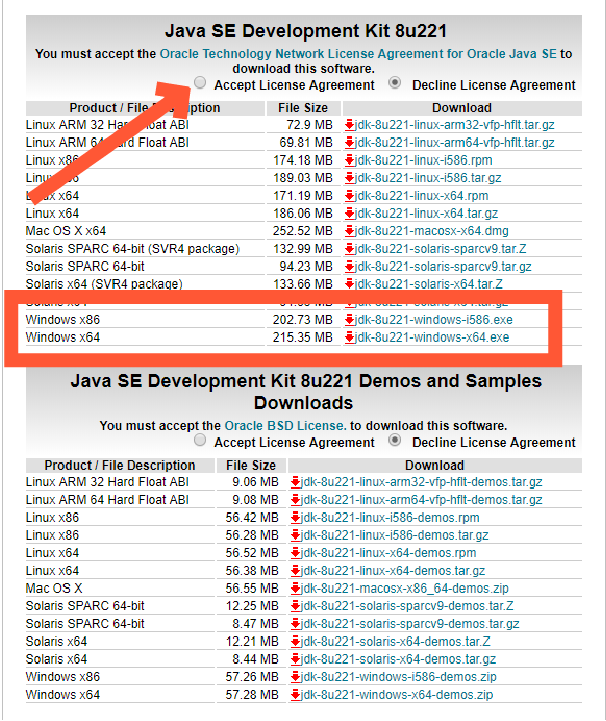 Java SE Development Kit 8u221
You must accept the Oracle Technology Network License Agreement for Oracle Java SE to
download this software.
Accept License Agreement Decline License Agreement
Product / File Description File Size Download
Linux ARM 32 Hard Float ABI 72.9 MB jdk-8u221-linux-arm32-vfp-hflt.tar.gz
Linux ARM 64 Hard Float ABI 69.81 MB jdk-8u221-linux-arm64-vfp-hflt.tar.gz
Linux x86 174.18 MB jdk-8u221-linux-i586.rpm
Linux x86 189.03 MB jdk-8u221-linux-i586.tar.gz
Linux x64 171.19 MB jdk-8u221-linux-x64.rpm
Linux x64 186.06 MB jdk-8u221-linux-x64.tar.gz
Mac OS X x64 252.52 MB jdk-8u221-macosx-x64.dmg
Solaris SPARC 64-bit (SVR4 package) 132.99 MB jdk-8u221-solaris-sparcv9.tar.Z
Solaris SPARC 64-bit 94.23 MB jdk-8u221-solaris-sparcv9.tar.gz
Solaris x64 (SVR4 package) 133.66 MB jdk-8u221-solaris-x64.tar.Z
Solaris x64 MB jdk-8u221-solaris-x64.tar.gz
Windows x86 202.73 MB jdk-8u221-windows-i586.exe
Windows x64 215.35 MB jdk-8u221-windows-x64.exe
Java SE Development Kit 8u221 Demos and Samples
Downloads
You must accept the Oracle BSD License. to download this software.
Accept License Agreement Decline License Agreement
Product / File Description File Size Download
Linux ARM 32 Hard Float ABI 9.06 MB jdk-8u221-linux-arm32-vfp-hflt-demos.tar.gz
Linux ARM 64 Hard Float ABI 9.08 MB jdk-8u221-linux-arm64-vfp-hflt-demos.tar.gz
Linux x86 56.42 MB jdk-8u221-linux-i586-demos.rpm
Linux x86 56.28 MB jdk-8u221-linux-i586-demos.tar.gz
Linux x64 56.52 MB jdk-8u221-linux-x64-demos.rpm
Linux x64 56.38 MB jdk-8u221-linux-x64-demos.tar.gz
Mac OS X 56.55 MB jdk-8u221-macosx-x86_64-demos.zip
Solaris SPARC 64-bit 12.25 MB jdk-8u221-solaris-sparcv9-demos.tar.Z
Solaris SPARC 64-bit 8.47 MB jdk-8u221-solaris-sparcv9-demos.tar.gz
Solaris x64 12.21 MB jdk-8u221-solaris-x64-demos.tar.Z
Solaris x64 8.44 MB jdk-8u221-solaris-x64-demos.tar.gz
Windows x86 57.26 MB jdk-8u221-windows-i586-demos.zip
Windows x64 57.28 MB jdk-8u221-windows-x64-demos.zip